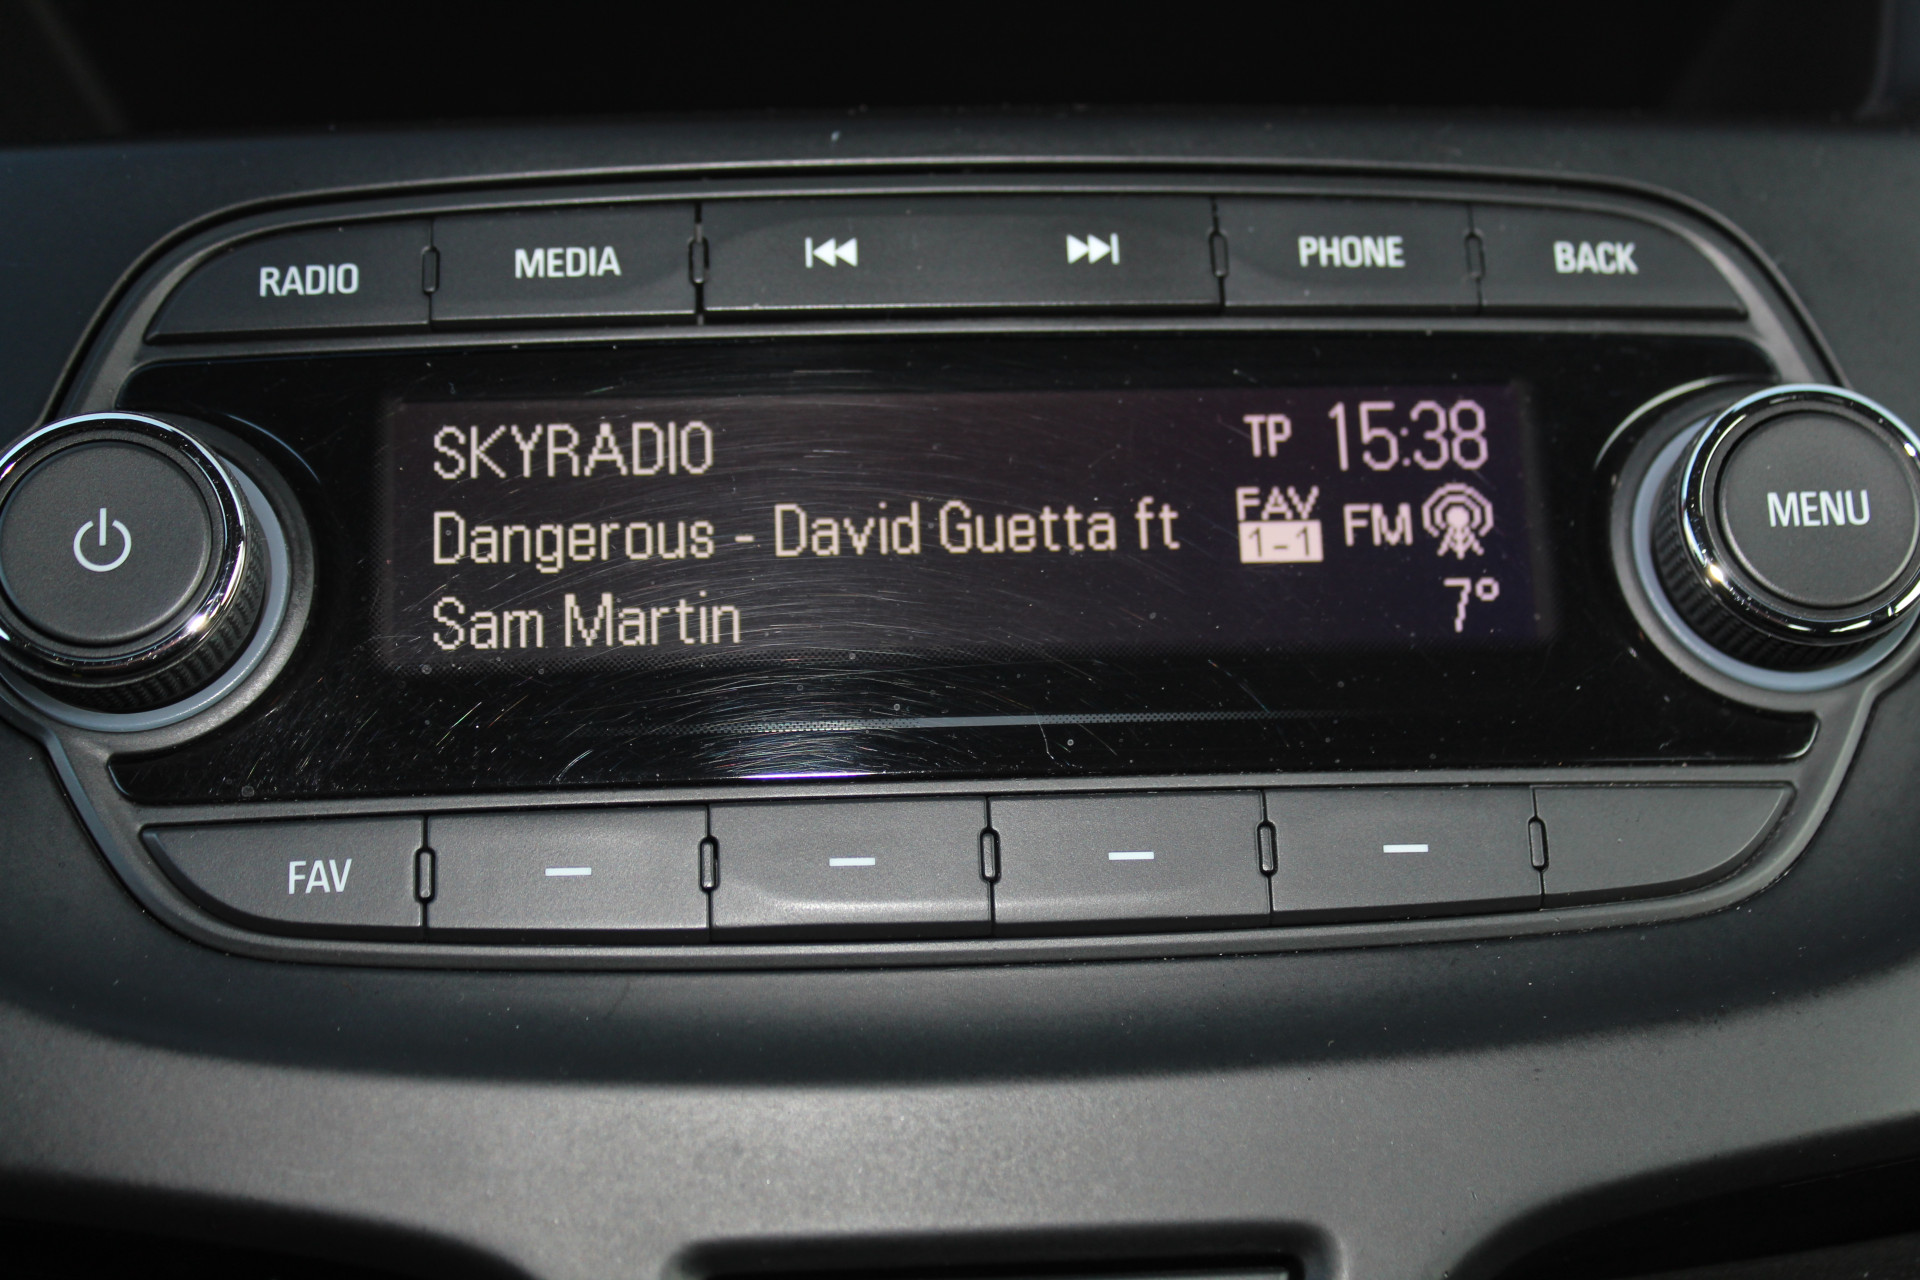 RADIO MEDIA PHONE BACK
SKYRADIO TP 15:38
Dangerous - David Guetta ft FAV 1-1 FM
Sam Martin 7°
MENU
FAV